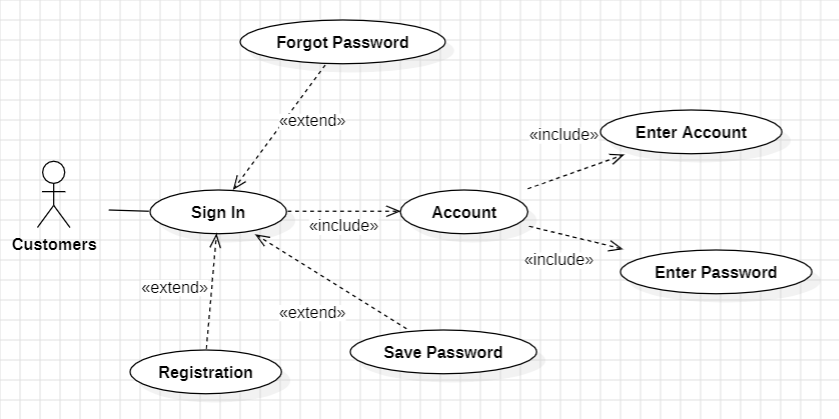 Forgot Password
«extend»
«include»
Enter Account
Customers
Sign In
«include»
Account
«include»
Enter Password
«extend»
«extend»
Registration
Save Password